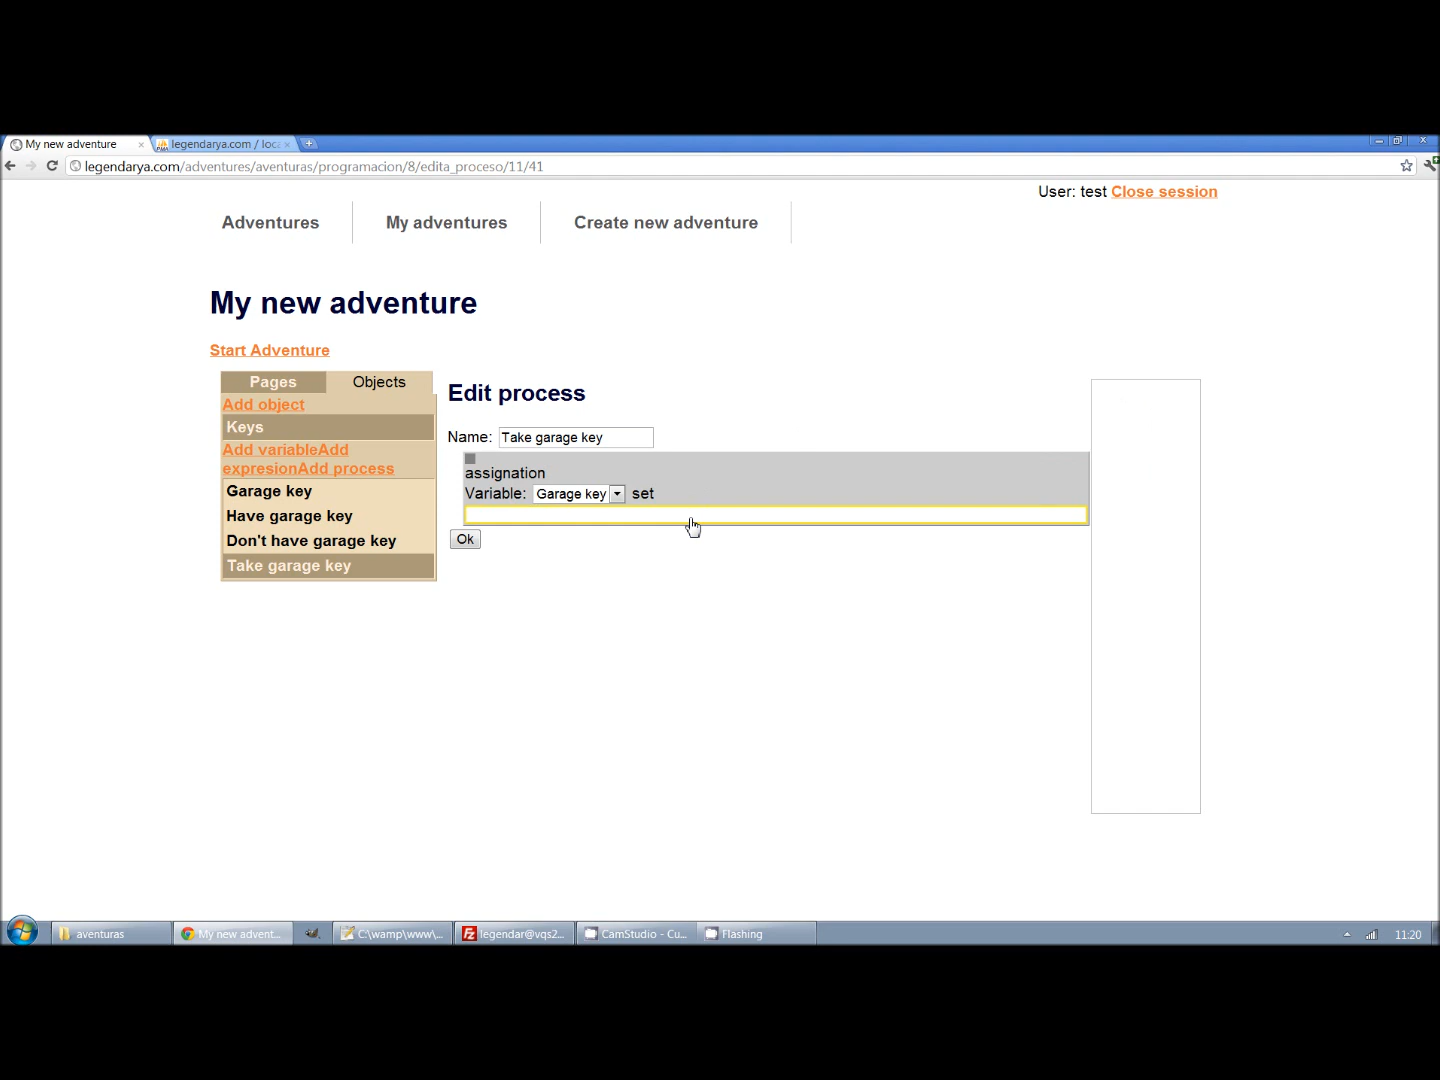 My new adventure
legendarya.com / loca
legendarya.com/adventures/aventuras/programacion/8/edita_proceso/11/41
User: test Close session
Adventures My adventures Create new adventure
My new adventure
Start Adventure
Pages Objects
Add object
Keys
Add variableAdd
expresionAdd process
Garage key
Have garage key
Don't have garage key
Take garage key
Edit process
Name: Take garage key
assignation
Variable: Garage key set
Ok
aventuras
My new advent...
C:\wamp\www\...
legendar@vqs2...
CamStudio - Cu...
Flashing
11:20